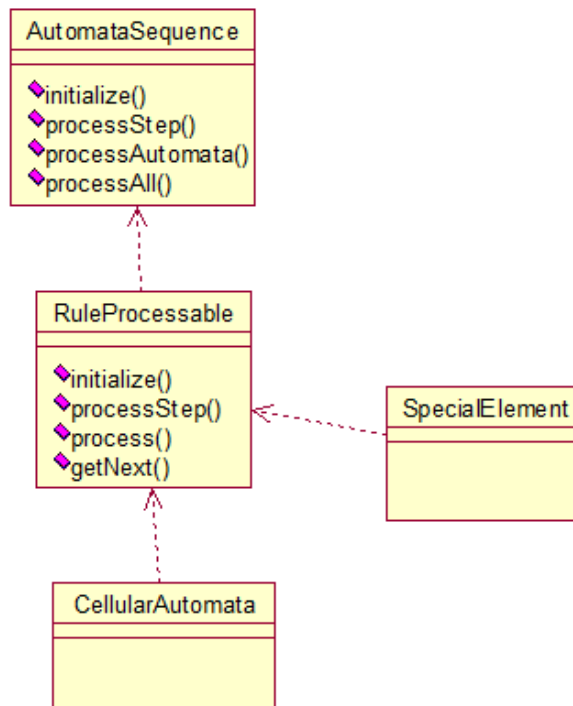 AutomataSequence
initialize()
processStep()
processAutomata()
processAll()
RuleProcessable
initialize()
processStep()
process()
getNext()
SpecialElement
CellularAutomata